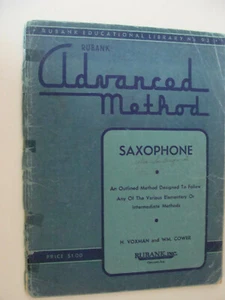 RUBANK EDUCATIONAL LIBRARY No.
RUBANK
Advanced
Method
SAXOPHONE
An Outlined Method Designed To Follow
Any Of The Various Elementary Or
Intermediate Methods
H. VOXMAN and WM. GOWER
RUBANK INC.
PRICE